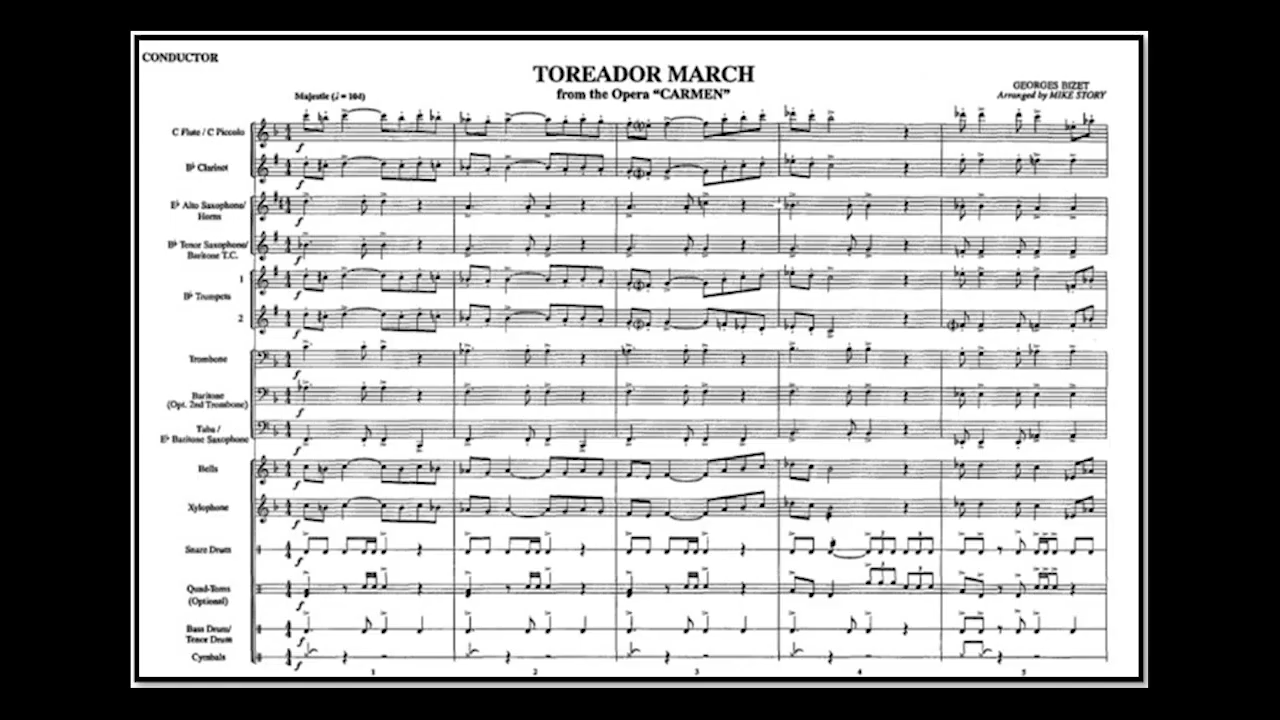 CONDUCTOR
TOREADOR MARCH
from the Opera “CARMEN”
GEORGES BIZET
Arranged by MIKE STORY
Majestic (♩ = 104)
C Flute / C Piccolo
B♭ Clarinet
E♭ Alto Saxophone/
Horns
B♭ Tenor Saxophone/
Baritone T.C.
1
B♭ Trumpets
2
Trombone
Baritone
(Opt. 2nd Trombone)
Tuba /
E♭ Baritone Saxophone
Bells
Xylophone
Snare Drum
Quad-Toms
(Optional)
Bass Drum/
Tenor Drum
Cymbals
1 2 3 4 5